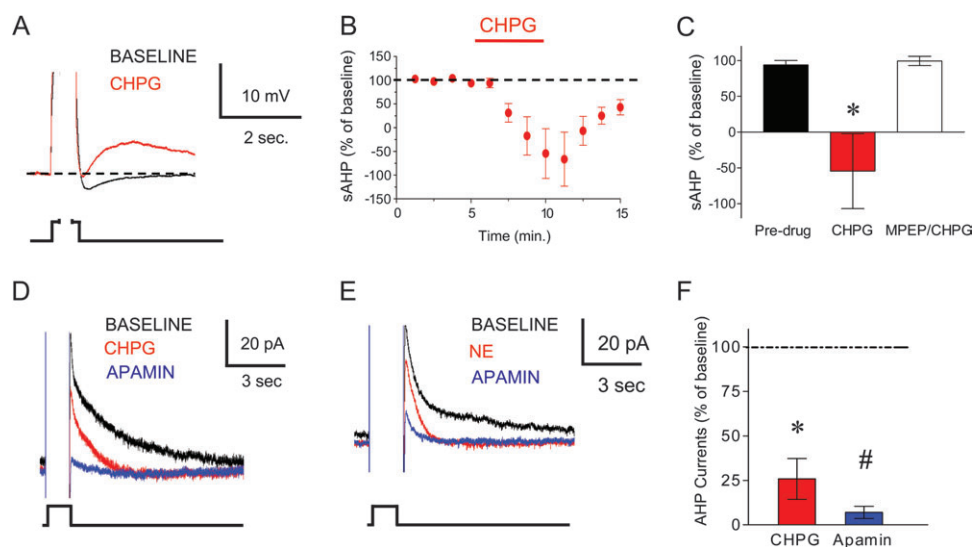 A
BASELINE
CHPG
10 mV
2 sec.
B
CHPG
sAHP (% of baseline)
150
100
50
0
-50
-100
-150
0
5
10
15
Time (min.)
C
sAHP (% of baseline)
100
50
0
-50
-100
*
Pre-drug
CHPG
MPEP/CHPG
D
BASELINE
CHPG
APAMIN
20 pA
3 sec
E
BASELINE
NE
APAMIN
20 pA
3 sec
F
AHP Currents (% of baseline)
100
75
50
25
0
*
#
CHPG
Apamin